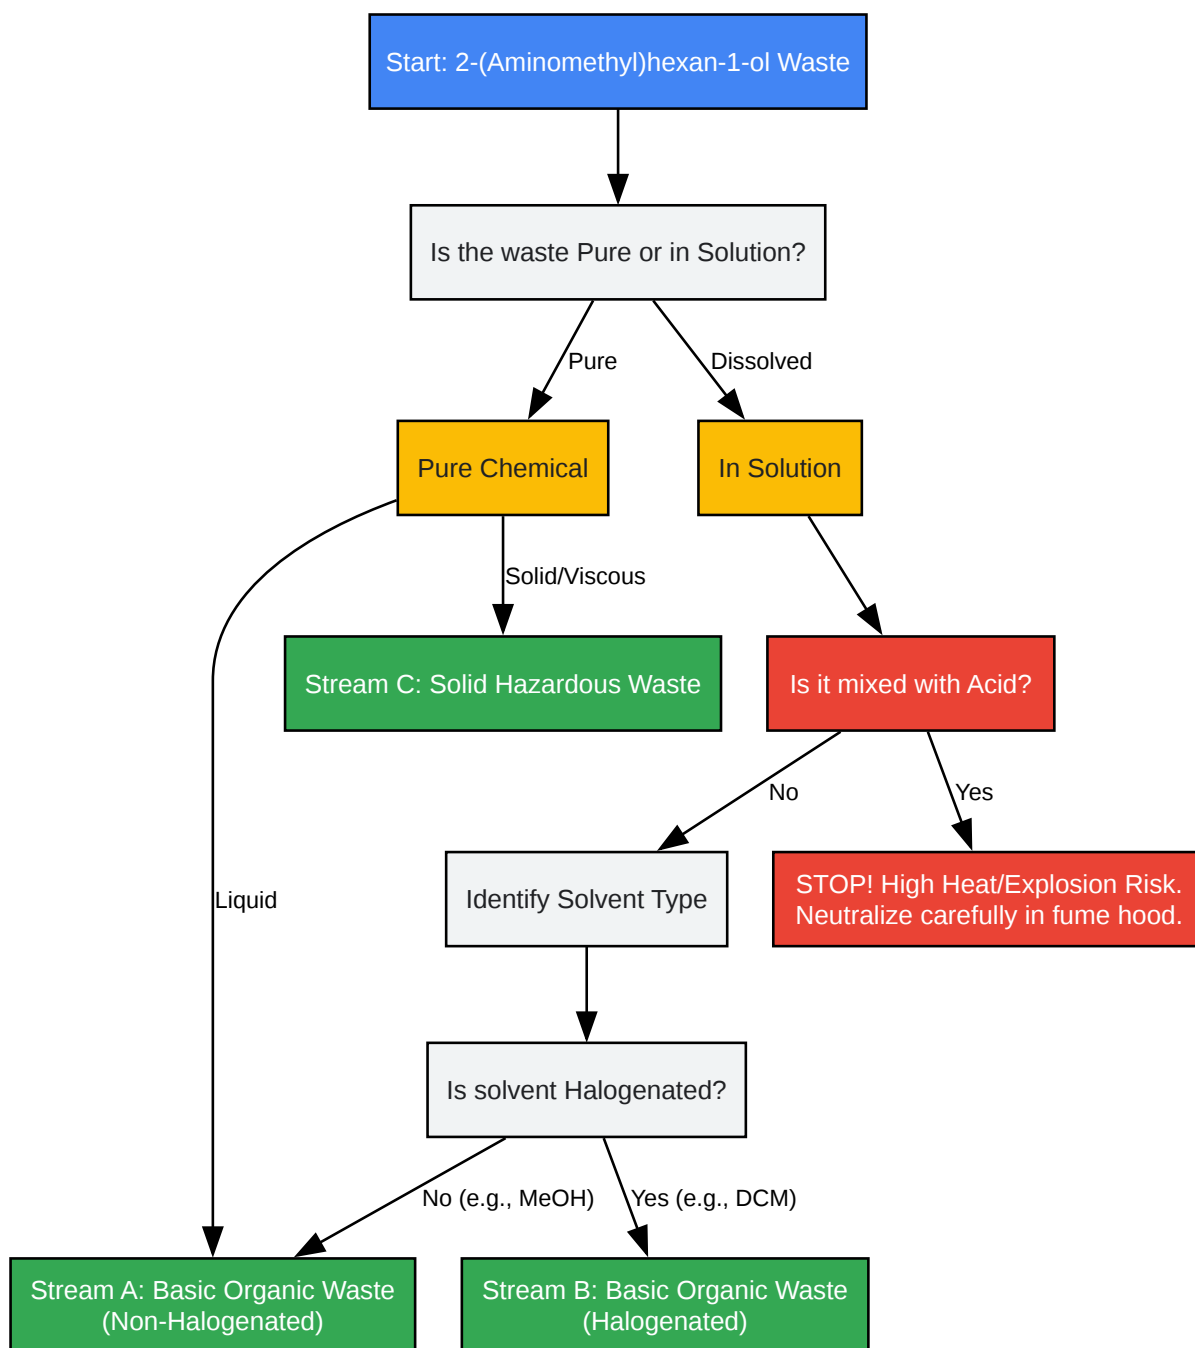 Start: 2-(Aminomethyl)hexan-1-ol Waste
Is the waste Pure or in Solution?
Pure
Dissolved
Pure Chemical
In Solution
Solid/Viscous
Stream C: Solid Hazardous Waste
Is it mixed with Acid?
No
Yes
Liquid
Identify Solvent Type
STOP! High Heat/Explosion Risk.
Neutralize carefully in fume hood.
Is solvent Halogenated?
No (e.g., MeOH)
Yes (e.g., DCM)
Stream A: Basic Organic Waste
(Non-Halogenated)
Stream B: Basic Organic Waste
(Halogenated)